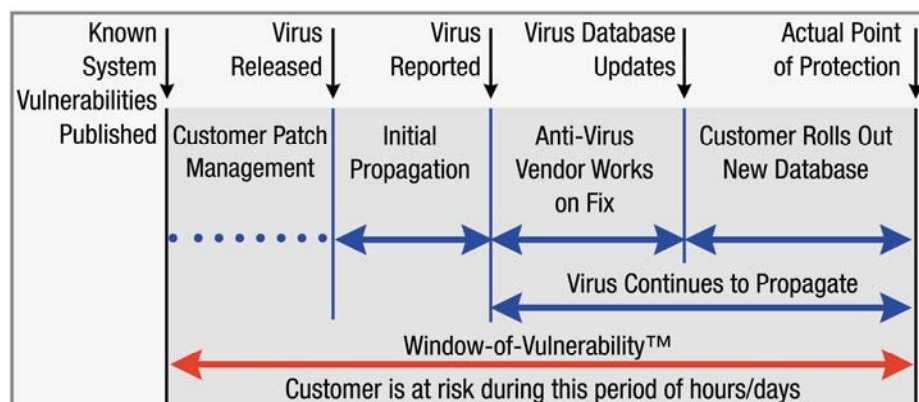 Known
System
Vulnerabilities
Published
Virus
Released
Virus
Reported
Virus Database
Updates
Actual Point
of Protection
Customer Patch
Management
Initial
Propagation
Anti-Virus
Vendor Works
on Fix
Customer Rolls Out
New Database
Virus Continues to Propagate
Window-of-Vulnerability™
Customer is at risk during this period of hours/days